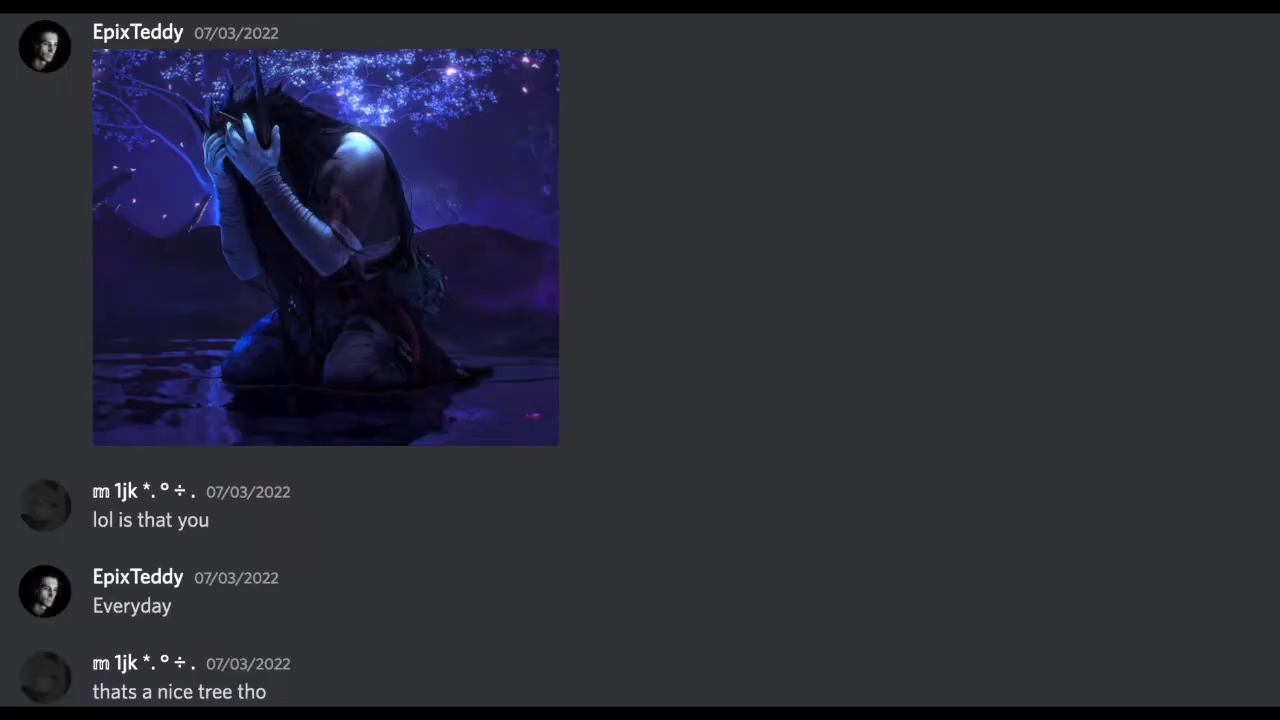 EpixTeddy 07/03/2022
𝕞 1jk *. ° ÷ . 07/03/2022
lol is that you
EpixTeddy 07/03/2022
Everyday
𝕞 1jk *. ° ÷ . 07/03/2022
thats a nice tree tho